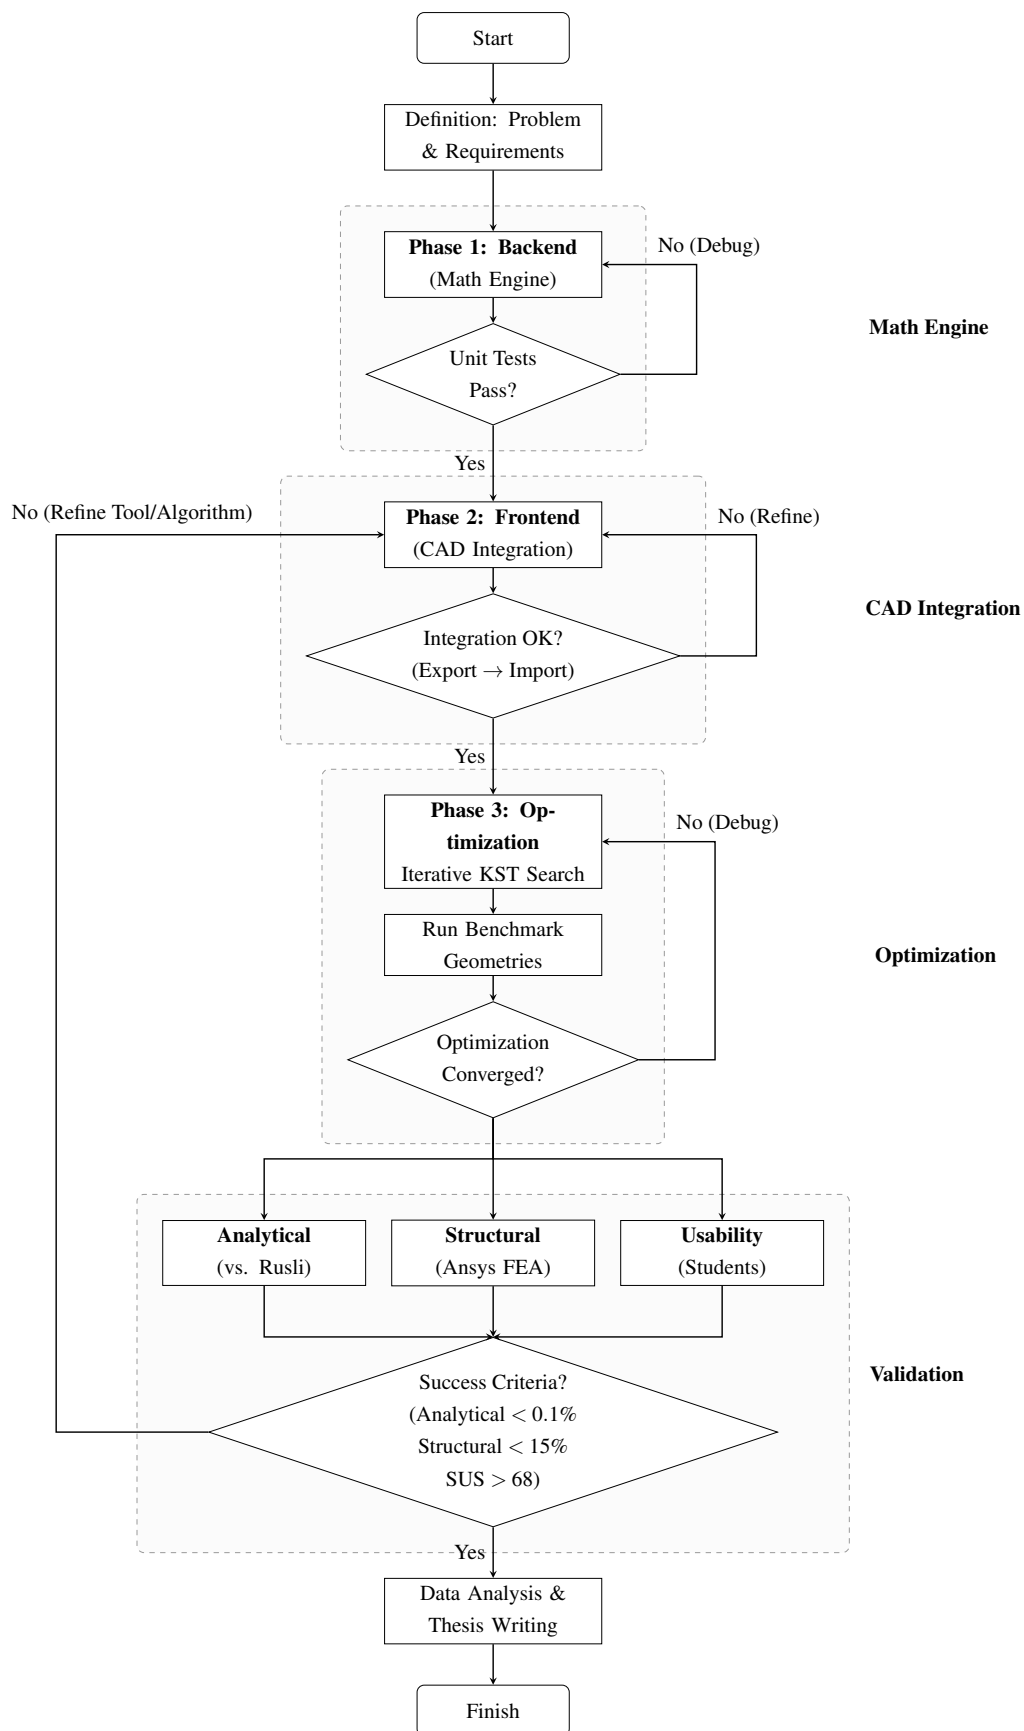 Start
Definition: Problem
& Requirements
Phase 1: Backend
(Math Engine)
No (Debug)
Math Engine
Unit Tests
Pass?
Yes
No (Refine Tool/Algorithm)
Phase 2: Frontend
(CAD Integration)
No (Refine)
CAD Integration
Integration OK?
(Export → Import)
Yes
Phase 3: Op-
timization
Iterative KST Search
No (Debug)
Run Benchmark
Geometries
Optimization
Optimization
Converged?
Analytical
(vs. Rusli)
Structural
(Ansys FEA)
Usability
(Students)
Validation
Success Criteria?
(Analytical < 0.1%
Structural < 15%
SUS > 68)
Yes
Data Analysis &
Thesis Writing
Finish